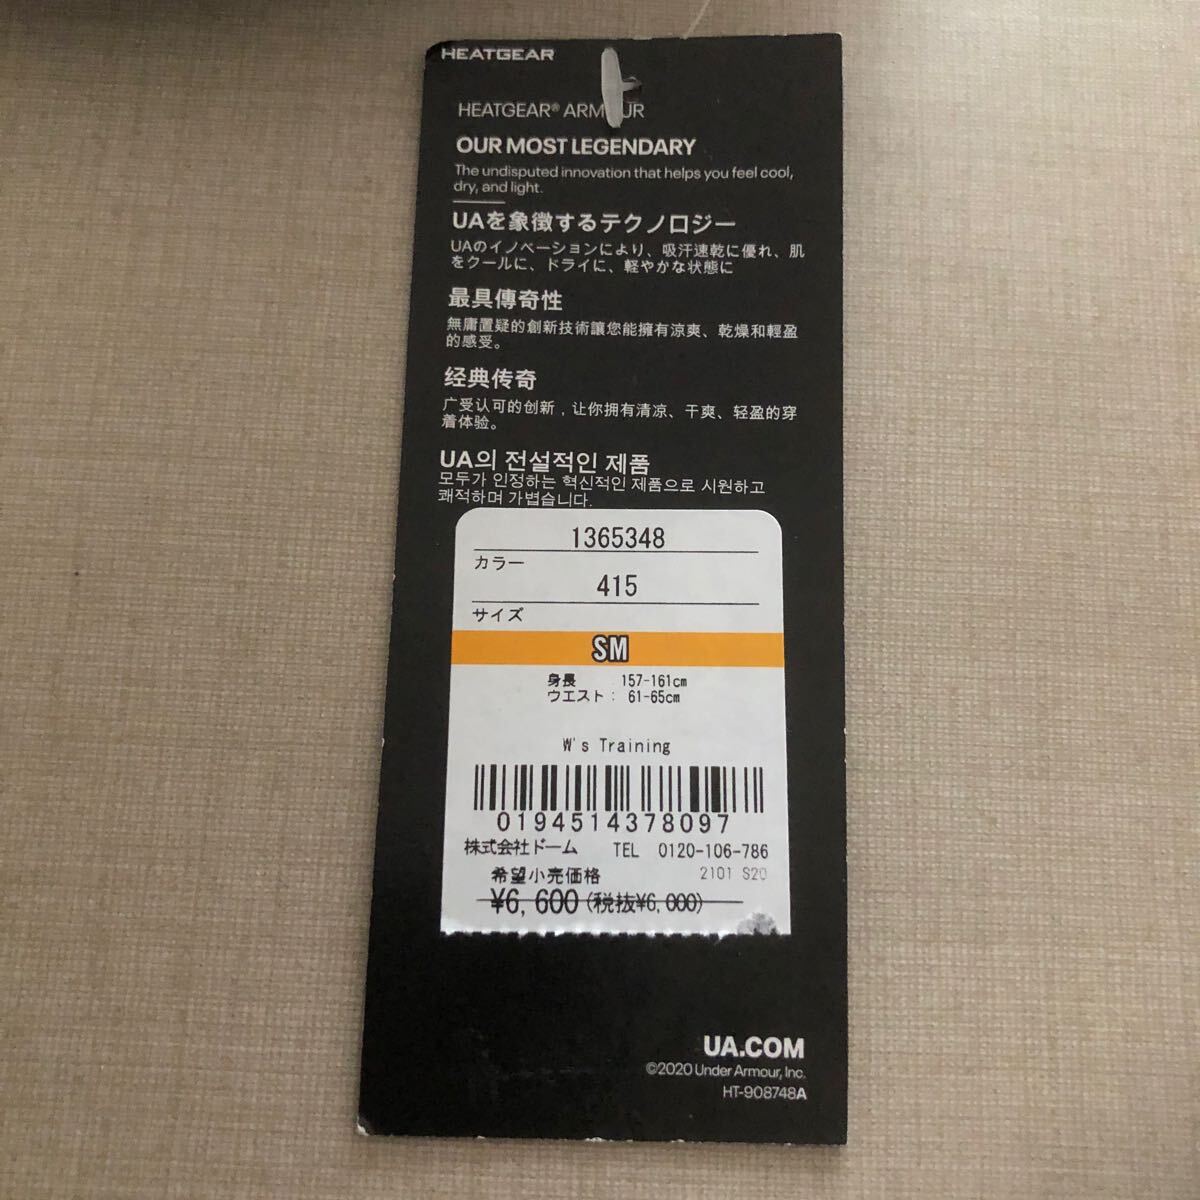 HEATGEAR
HEATGEAR® ARM UR
OUR MOST LEGENDARY
The undisputed innovation that helps you feel cool,
dry, and light.
UAを象徴するテクノロジー
UAのイノベーションにより、吸汗速乾に優れ、肌
をクールに、ドライに、軽やかな状態に
最具傳奇性
無庸置疑的創新技術讓您能擁有涼爽、乾燥和輕盈
的感受。
经典传奇
广受认可的创新，让你拥有清凉、干爽、轻盈的穿
着体验。
UA의 전설적인 제품
모두가 인정하는 혁신적인 제품으로 시원하고
쾌적하며 가볍습니다.
1365348
カラー
415
サイズ
SM
身長 157-161cm
ウエスト: 61-65cm
W's Training
0194514378097
株式会社ドーム TEL 0120-106-786
希望小売価格 2101 S20
¥6,600(税抜¥6,000)
UA.COM
©2020 Under Armour, Inc.
HT-908748A